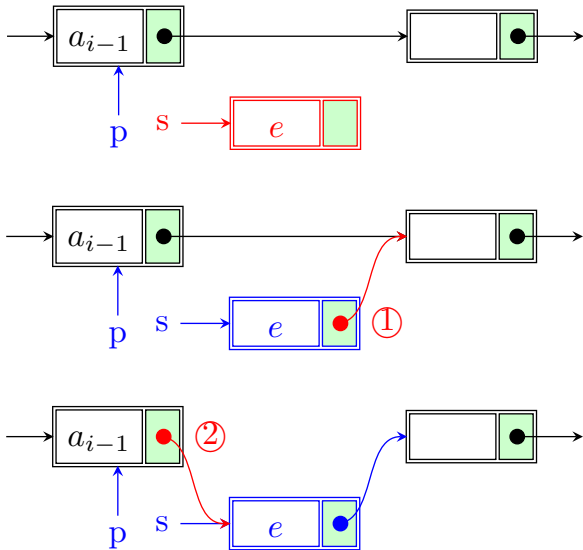 a_{i-1}
s e
p
a_{i-1}
s e ①
p
a_{i-1} ②
s e
p